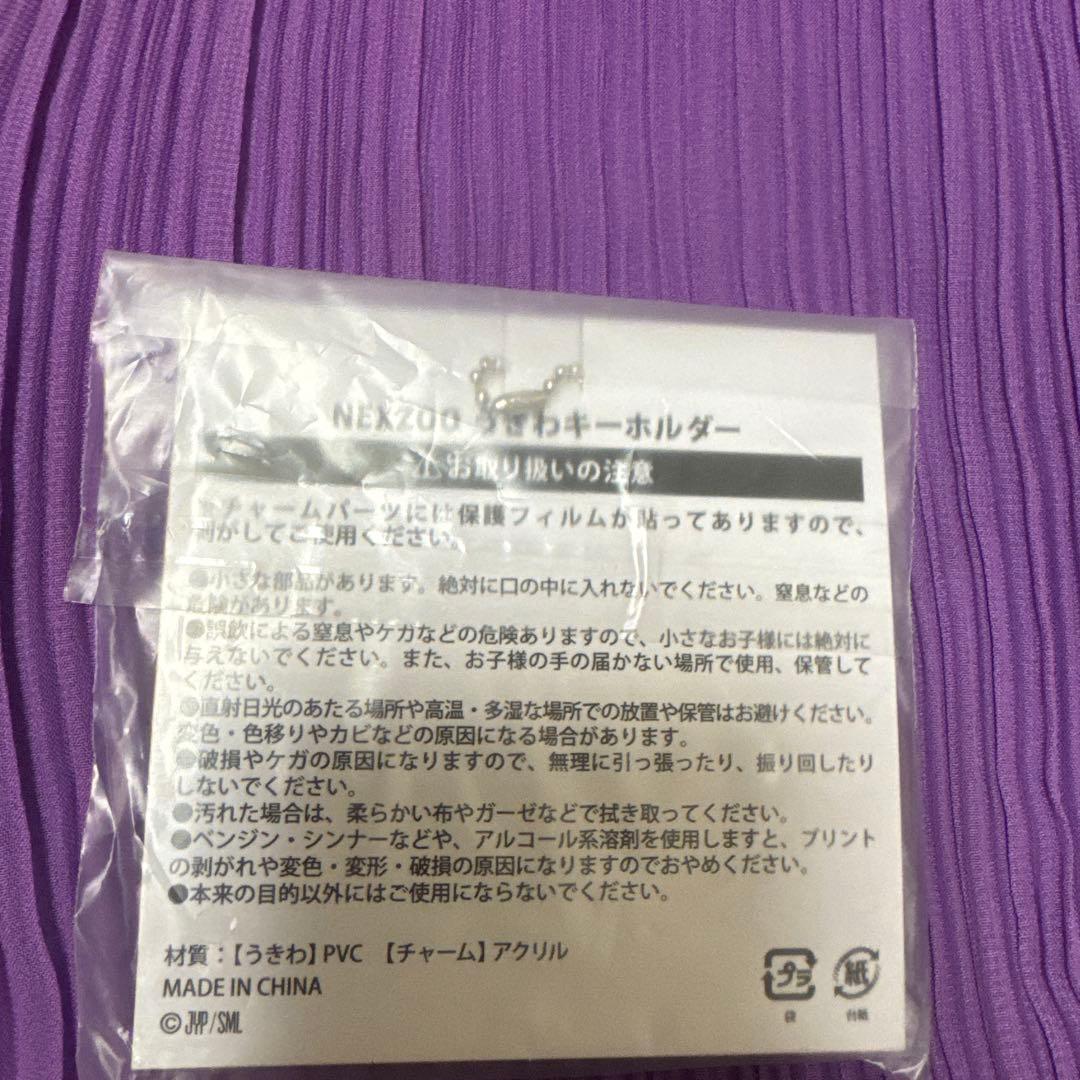 NEXZOO うきわキーホルダー
⚠お取り扱いの注意
※チャームパーツには保護フィルムが貼ってありますので、
剥がしてご使用ください。
●小さな部品があります。絶対に口の中に入れないでください。窒息などの
危険があります。
●誤飲による窒息やケガなどの危険ありますので、小さなお子様には絶対に
与えないでください。また、お子様の手の届かない場所で使用、保管して
ください。
●直射日光のあたる場所や高温・多湿な場所での放置や保管はお避けください。
変色・色移りやカビなどの原因になる場合があります。
●破損やケガの原因になりますので、無理に引っ張ったり、振り回したり
しないでください。
●汚れた場合は、柔らかい布やガーゼなどで拭き取ってください。
●ベンジン・シンナーなどや、アルコール系溶剤を使用しますと、プリント
の剥がれや変色・変形・破損の原因になりますのでおやめください。
●本来の目的以外にはご使用にならないでください。
材質：【うきわ】PVC 【チャーム】アクリル
MADE IN CHINA
©JYP/SML
プラ 紙
袋 台紙